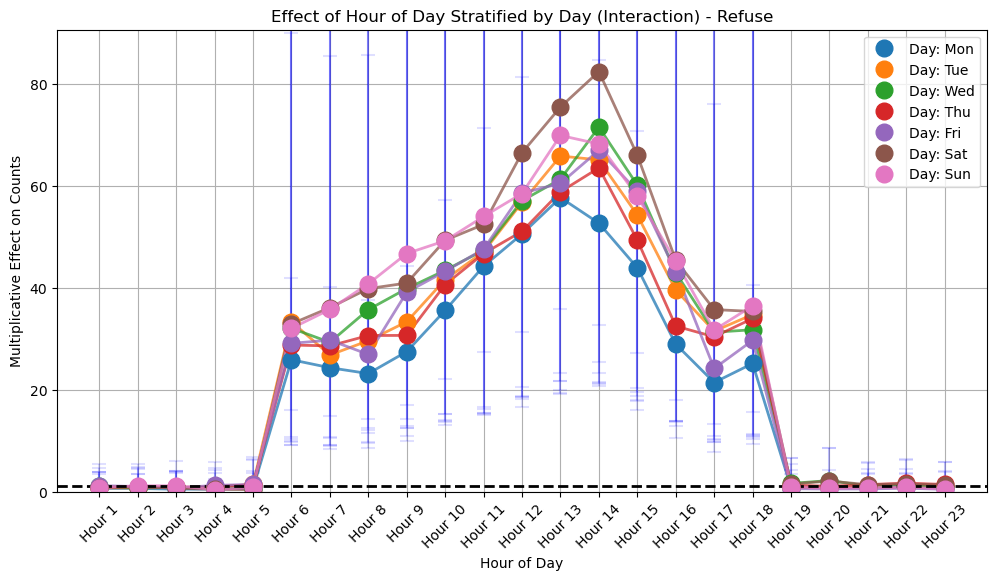 Effect of Hour of Day Stratified by Day (Interaction) - Refuse
Multiplicative Effect on Counts
80
60
40
20
0
Day: Mon
Day: Tue
Day: Wed
Day: Thu
Day: Fri
Day: Sat
Day: Sun
Hour 1
Hour 2
Hour 3
Hour 4
Hour 5
Hour 6
Hour 7
Hour 8
Hour 9
Hour 10
Hour 11
Hour 12
Hour 13
Hour 14
Hour 15
Hour 16
Hour 17
Hour 18
Hour 19
Hour 20
Hour 21
Hour 22
Hour 23
Hour of Day